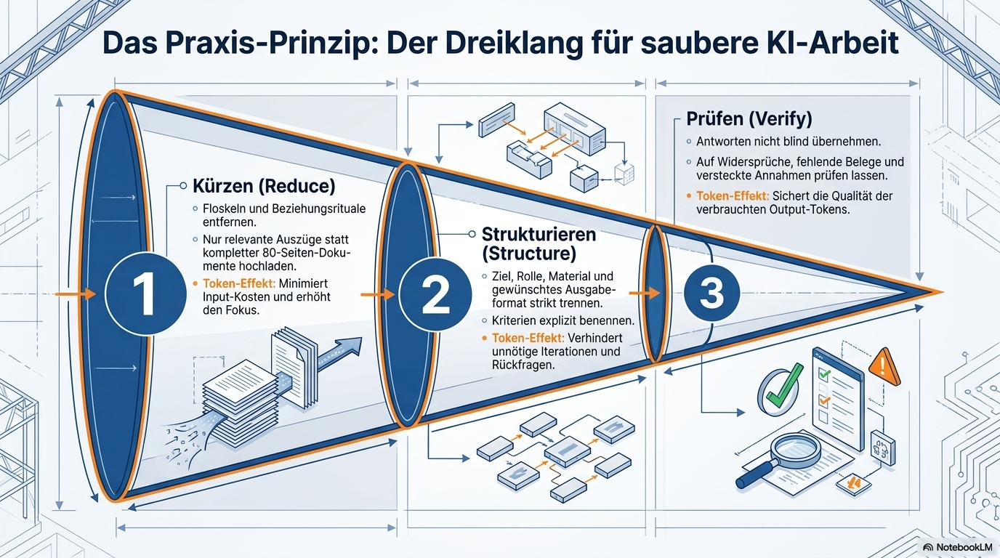 Das Praxis-Prinzip: Der Dreiklang für saubere KI-Arbeit
1
Kürzen (Reduce)
Floskeln und Beziehungsrituale
entfernen.
Nur relevante Auszüge statt
kompletter 80-Seiten-Doku-
mente hochladen.
Token-Effekt: Minimiert
Input-Kosten und erhöht
den Fokus.
2
Strukturieren
(Structure)
Ziel, Rolle, Material und
gewünschtes Ausgabe-
format strikt trennen.
Kriterien explizit benennen.
Token-Effekt: Verhindert
unnötige Iterationen und
Rückfragen.
3
Prüfen (Verify)
Antworten nicht blind übernehmen.
Auf Widersprüche, fehlende Belege und
versteckte Annahmen prüfen lassen.
Token-Effekt: Sichert die Qualität der
verbrauchten Output-Tokens.
NotebookLM